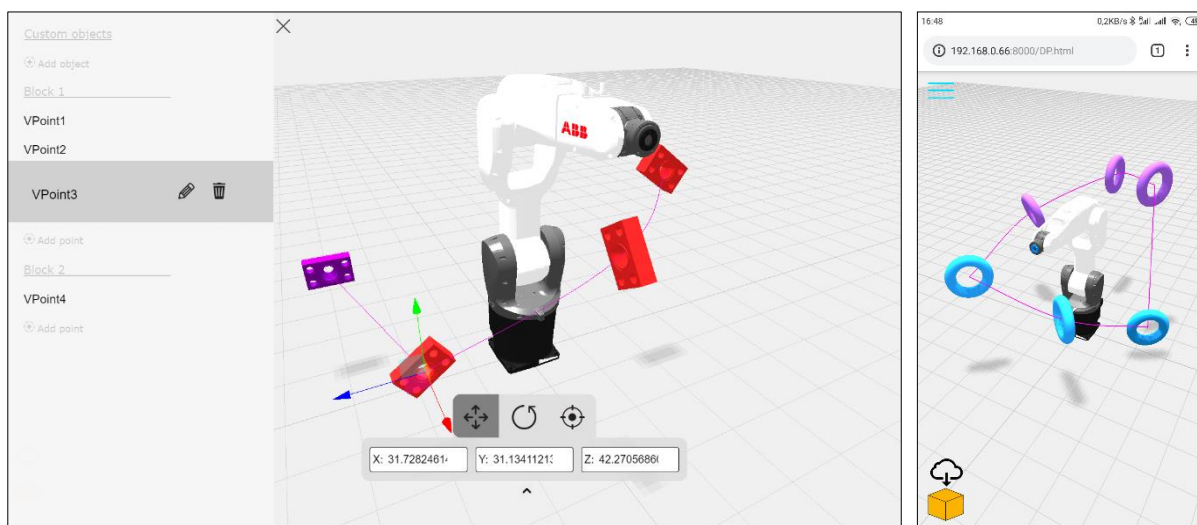 Custom objects
Add object
Block 1
VPoint1
VPoint2
VPoint3
Add point
Block 2
VPoint4
Add point
ABB
X: 31.7282461
Y: 31.1341121
Z: 42.2705686
16:48
0,2KB/s
192.168.0.66:8000/DP.html
1